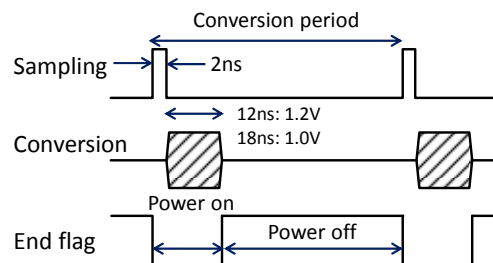 Conversion period
Sampling
2ns
12ns: 1.2V
18ns: 1.0V
Conversion
Power on
Power off
End flag